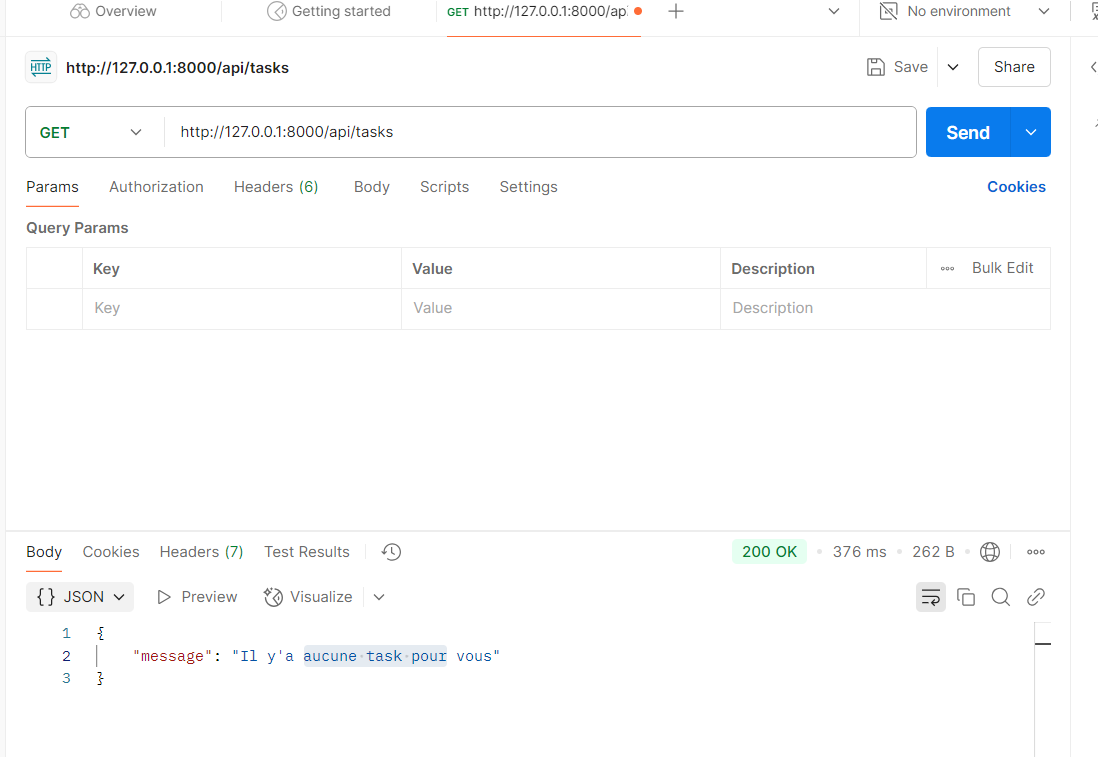 Overview Getting started GET http://127.0.0.1:8000/ap No environment
HTTP http://127.0.0.1:8000/api/tasks Save Share
GET http://127.0.0.1:8000/api/tasks Send
Params Authorization Headers (6) Body Scripts Settings Cookies
Query Params
Key Value Description Bulk Edit
Key Value Description
Body Cookies Headers (7) Test Results 200 OK 376 ms 262 B
{} JSON Preview Visualize
1 {
2 "message": "Il y'a aucune task pour vous"
3 }